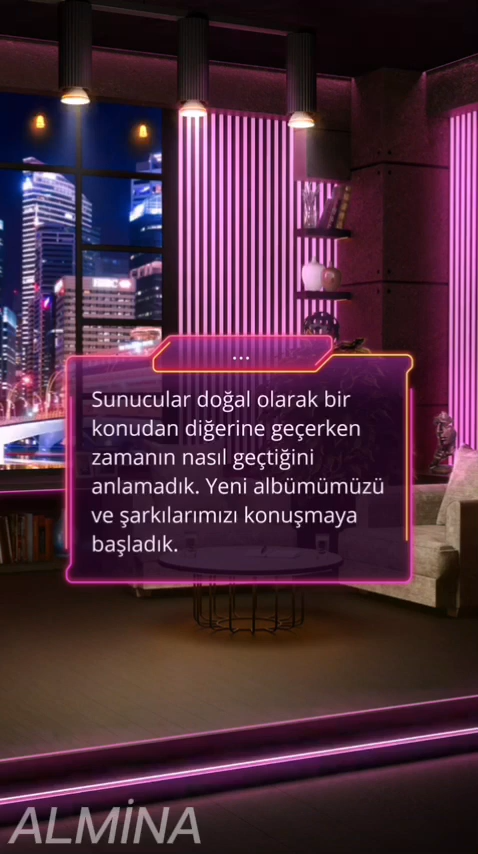 ...
Sunucular doğal olarak bir
konudan diğerine geçerken
zamanın nasıl geçtiğini
anlamadık. Yeni albümümüzü
ve şarkılarımızı konuşmaya
başladık.
ALMİNA